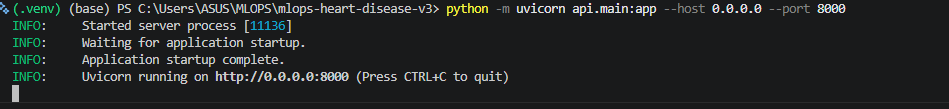 (.venv) (base) PS C:\Users\ASUS\MLOPS\mlops-heart-disease-v3> python -m uvicorn api.main:app --host 0.0.0.0 --port 8000
INFO:     Started server process [11136]
INFO:     Waiting for application startup.
INFO:     Application startup complete.
INFO:     Uvicorn running on http://0.0.0.0:8000 (Press CTRL+C to quit)